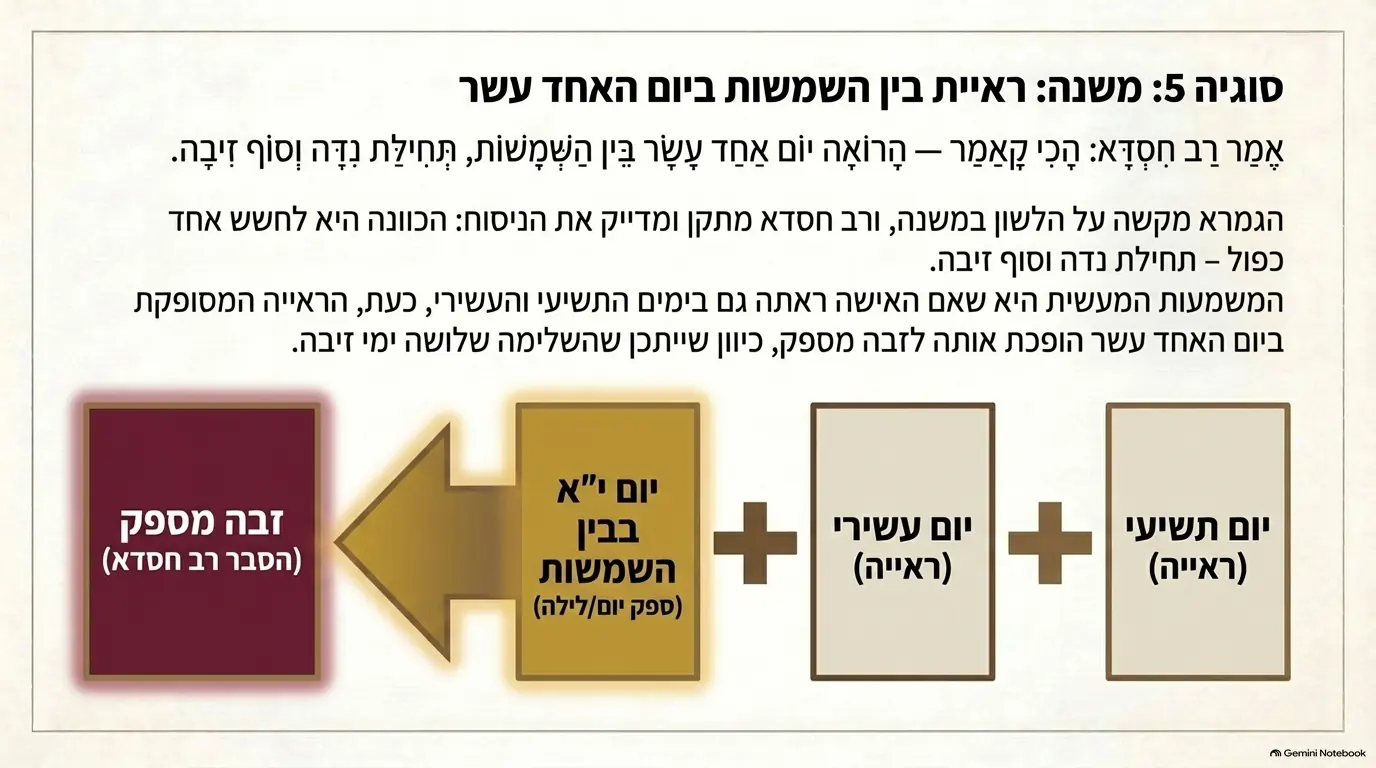 סוגיה 5: משנה: ראיית בין השמשות ביום האחד עשר
אֲמַר רַב חִסְדָּא: הָכִי קָאָמַר — הָרוֹאָה יוֹם אַחַד עָשָׂר בֵּין הַשְּׁמָשׁוֹת, תְּחִילַּת נִדָּה וְסוֹף זִיבָה.
הגמרא מקשה על הלשון במשנה, ורב חסדא מתקן ומדייק את הניסוח: הכוונה היא לחשש אחד
כפול – תחילת נדה וסוף זיבה.
המשמעות המעשית היא שאם האישה ראתה גם בימים התשיעי והעשירי, כעת, הראייה המסופקת
ביום האחד עשר הופכת אותה לזבה מספק, כיוון שייתכן שהשלימה שלושה ימי זיבה.
יום תשיעי
(ראייה)
יום עשירי
(ראייה)
יום י״א
בבין
השמשות
(ספק יום/לילה)
זבה מספק
(הסבר רב חסדא)
Gemini Notebook